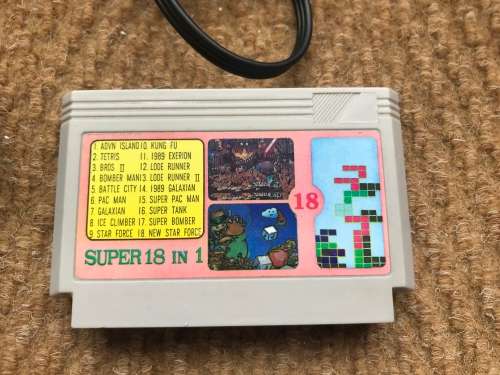 1. ADVN ISLAND 10. KUNG FU
2. TETRIS 11. 1989 EXERION
3. BROS II 12. LODE RUNNER
4. BOMBER MAN 13. LODE RUNNER II
5. BATTLE CITY 14. 1989 GALAXIAN
6. PAC MAN 15. SUPER PAC MAN
7. GALAXIAN 16. SUPER TANK
8. ICE CLIMBER 17. SUPER BOMBER
9. STAR FORCE 18. NEW STAR FORCE
SUPER 18 IN 1
18